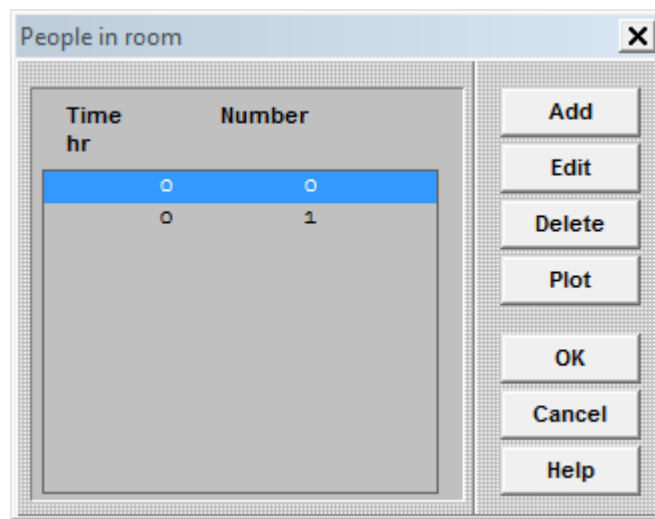 People in room
Time Number
hr
0 0
0 1
Add
Edit
Delete
Plot
OK
Cancel
Help